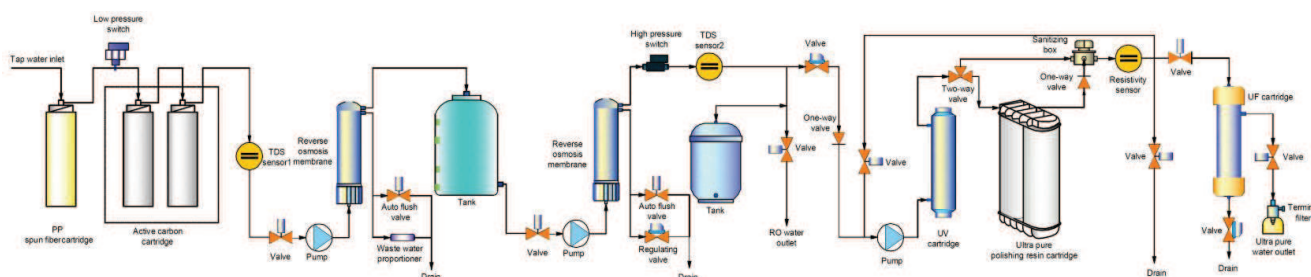 Low pressure
switch
Tap water inlet
PP
spun fibercartridge
Active carbon
cartridge
TDS
sensor1
Valve
Pump
Reverse
osmosis
membrane
Auto flush
valve
Waste water
proportioner
Drain
Tank
Valve
Pump
Reverse
osmosis
membrane
High pressure
switch
TDS
sensor2
Auto flush
valve
Regulating
valve
Drain
Tank
Valve
RO water
outlet
Valve
One-way
valve
Valve
Pump
UV
cartridge
Two-way
valve
Ultra pure
polishing resin cartridge
Sanitizing
box
One-way
valve
Resistivity
sensor
Valve
Drain
Valve
UF cartridge
Valve
Drain
Valve
Termin
filter
Ultra pure
water outlet